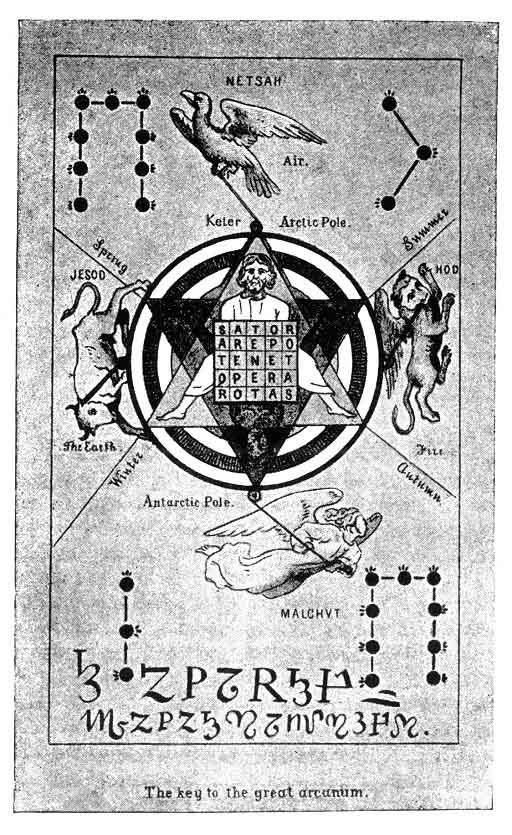 NETSAH
Air.
Keter Arctic Pole.
Spring
Summer
JESOD
HOD
SATOR
AREPO
TENET
OPERA
ROTAS
The Earth.
Fire
Winter
Autumn.
Antarctic Pole.
MALCHVT
The key to the great arcanum.